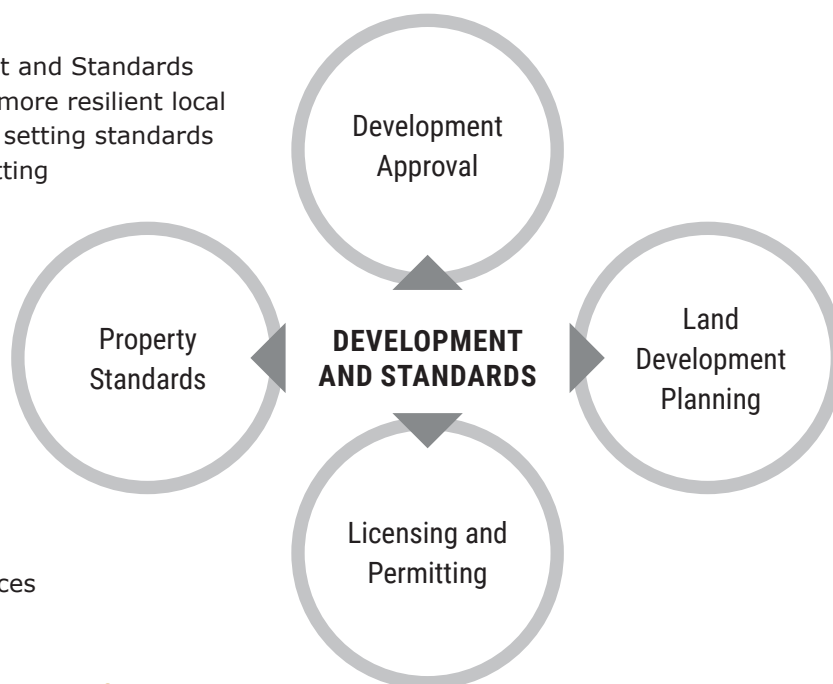 t and Standards
more resilient local
setting standards
tting
Development
Approval
Property
Standards
DEVELOPMENT
AND STANDARDS
Land
Development
Planning
Licensing and
Permitting
ces